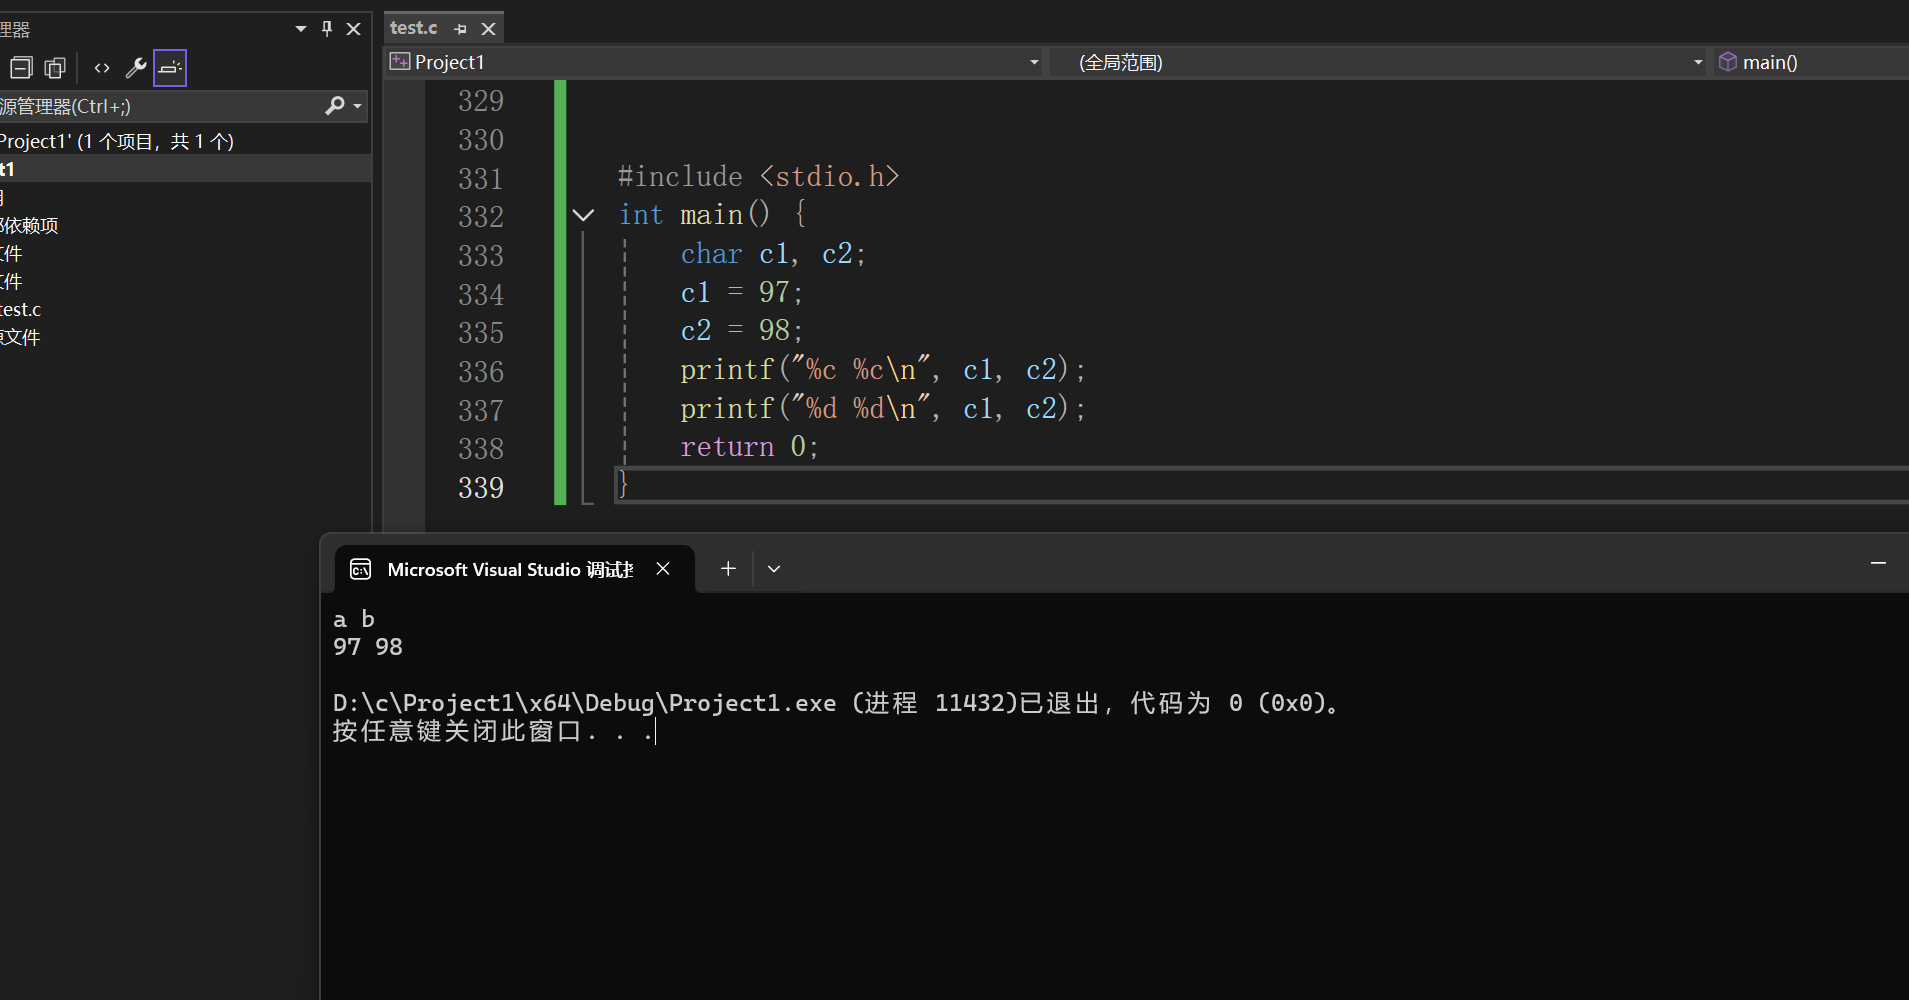 理器
test.c
Project1
(全局范围)
main()
源管理器(Ctrl+;)
Project1' (1 个项目，共 1 个)
t1
依赖项
文件
文件
test.c
文件
329
330
331 #include <stdio.h>
332 int main() {
333 char c1, c2;
334 c1 = 97;
335 c2 = 98;
336 printf("%c %c\n", c1, c2);
337 printf("%d %d\n", c1, c2);
338 return 0;
339 }
Microsoft Visual Studio 调试
a b
97 98
D:\c\Project1\x64\Debug\Project1.exe (进程 11432)已退出，代码为 0 (0x0)。
按任意键关闭此窗口. . .